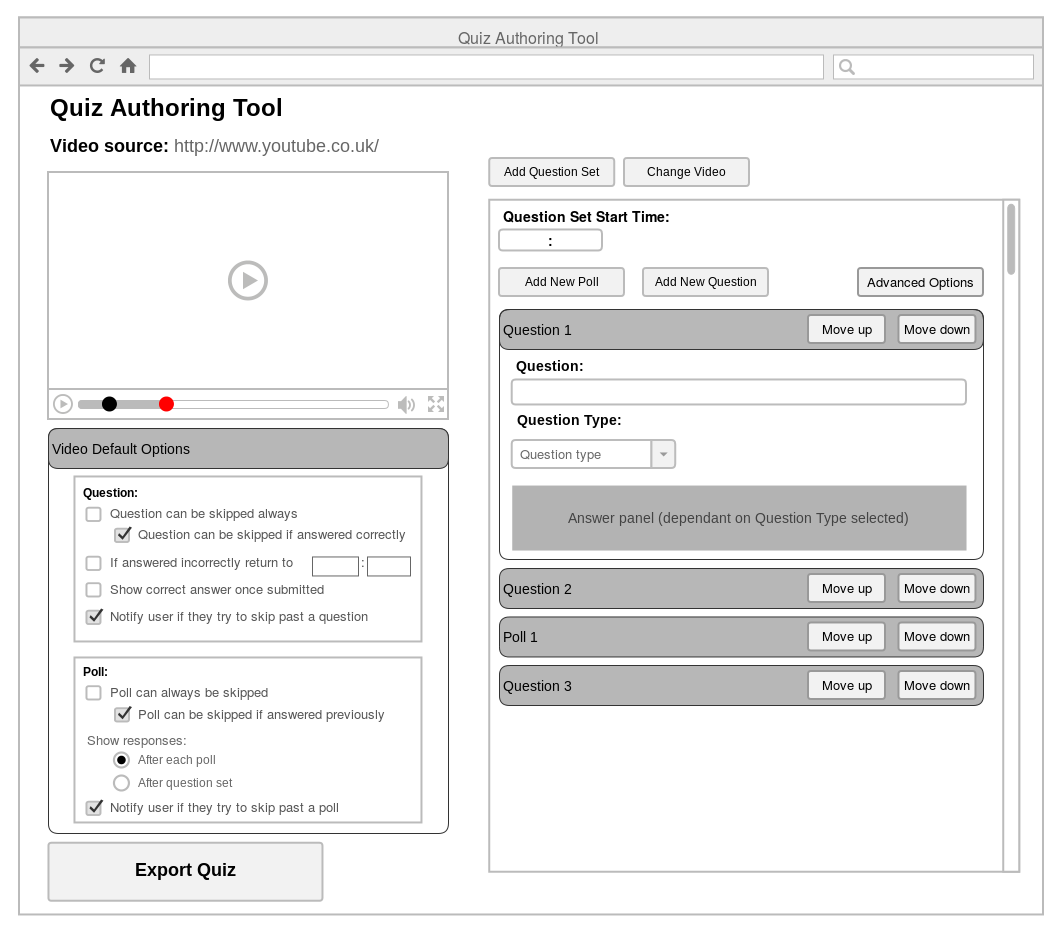 Quiz Authoring Tool
Quiz Authoring Tool
Video source: http://www.youtube.co.uk/
Video Default Options
Question:
Question can be skipped always
Question can be skipped if answered correctly
If answered incorrectly return to :
Show correct answer once submitted
Notify user if they try to skip past a question
Poll:
Poll can always be skipped
Poll can be skipped if answered previously
Show responses:
After each poll
After question set
Notify user if they try to skip past a poll
Export Quiz
Add Question Set Change Video
Question Set Start Time:
:
Add New Poll Add New Question Advanced Options
Question 1 Move up Move down
Question:
Question Type:
Question type
Answer panel (dependant on Question Type selected)
Question 2 Move up Move down
Poll 1 Move up Move down
Question 3 Move up Move down